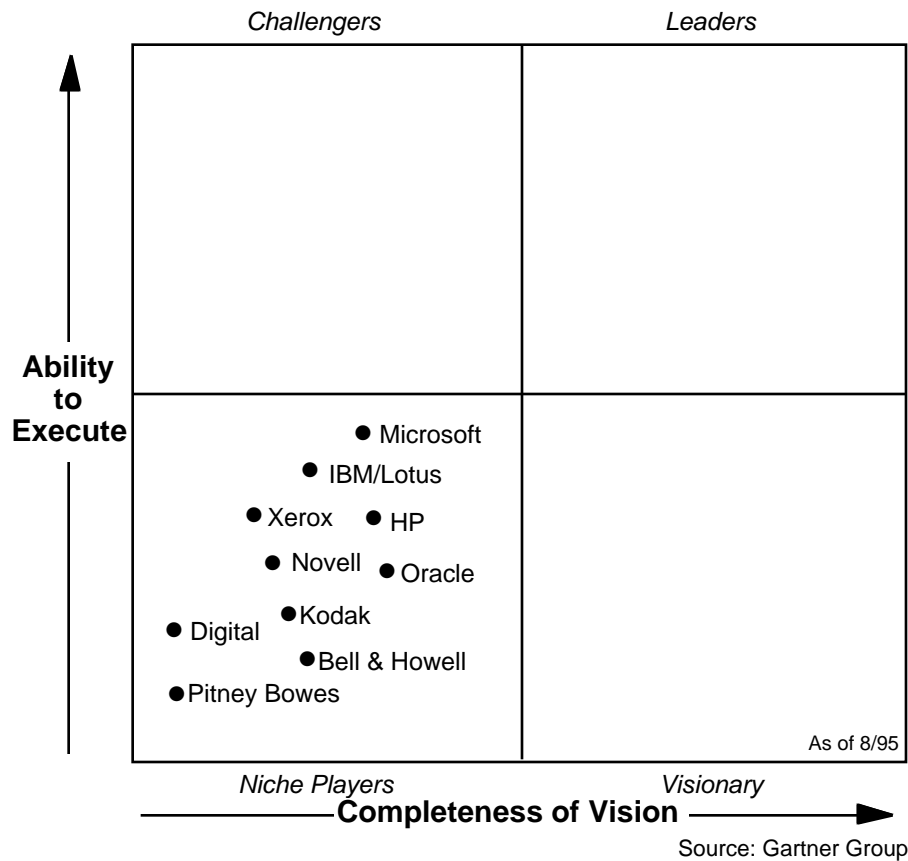 Challengers
Leaders
Ability
to
Execute
Microsoft
IBM/Lotus
Xerox
HP
Novell
Oracle
Kodak
Digital
Bell & Howell
Pitney Bowes
As of 8/95
Niche Players
Visionary
Completeness of Vision
Source: Gartner Group